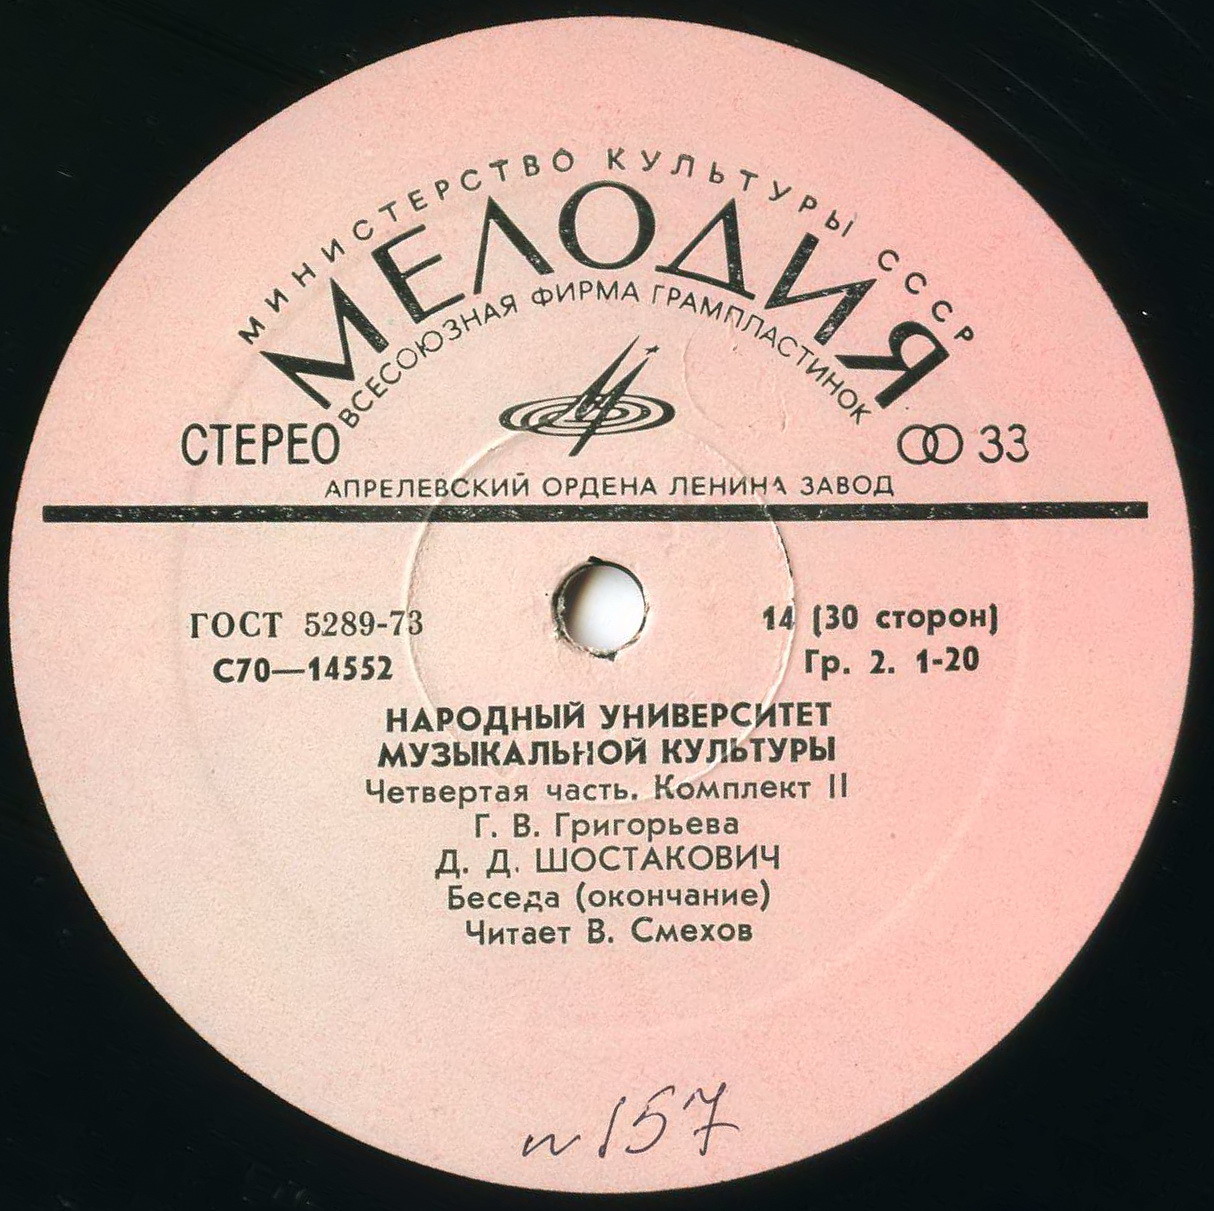 МИНИСТЕРСТВО КУЛЬТУРЫ СССР
МЕЛОДИЯ
ВСЕСОЮЗНАЯ ФИРМА ГРАМПЛАСТИНОК
СТЕРЕО
33
АПРЕЛЕВСКИЙ ОРДЕНА ЛЕНИНА ЗАВОД
ГОСТ 5289-73
14 (30 сторон)
С70—14552
Гр. 2. 1-20
НАРОДНЫЙ УНИВЕРСИТЕТ
МУЗЫКАЛЬНОЙ КУЛЬТУРЫ
Четвертая часть. Комплект II
Г. В. Григорьева
Д. Д. ШОСТАКОВИЧ
Беседа (окончание)
Читает В. Смехов
п 157